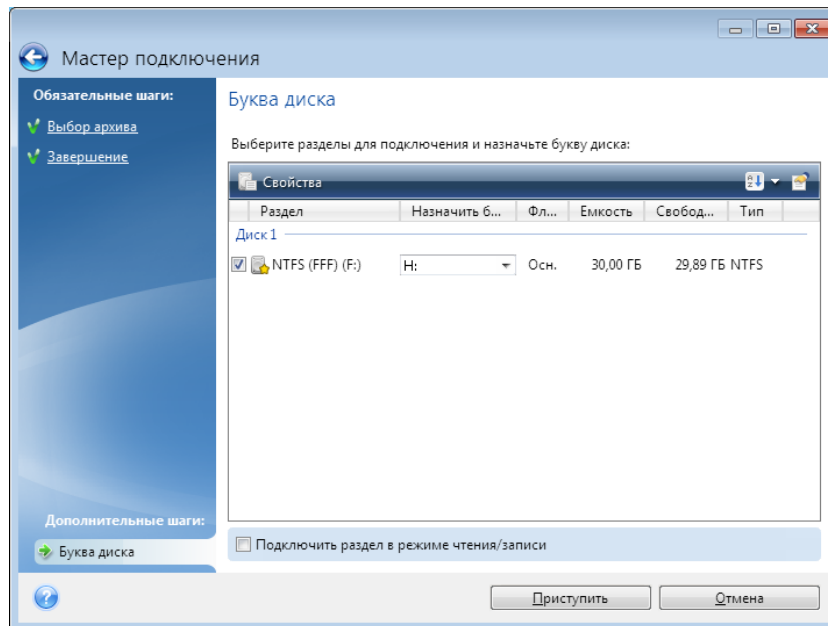 Мастер подключения
Обязательные шаги:
Выбор архива
Завершение
Буква диска
Выберите разделы для подключения и назначьте букву диска:
Свойства
Раздел Назначить б... Фл... Емкость Свобод... Тип
Диск 1
NTFS (FFF) (F:) H: Осн. 30,00 ГБ 29,89 ГБ NTFS
Дополнительные шаги:
Буква диска
Подключить раздел в режиме чтения/записи
Приступить Отмена